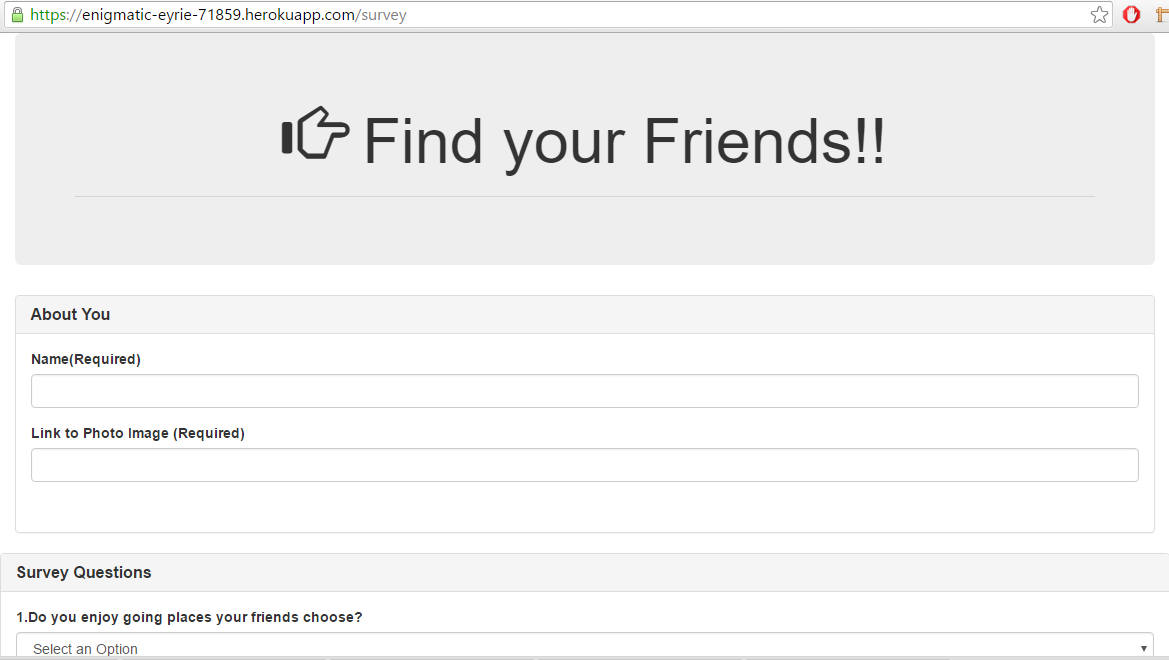 https://enigmatic-eyrie-71859.herokuapp.com/survey
Find your Friends!!
About You
Name(Required)
Link to Photo Image (Required)
Survey Questions
1.Do you enjoy going places your friends choose?
Select an Option